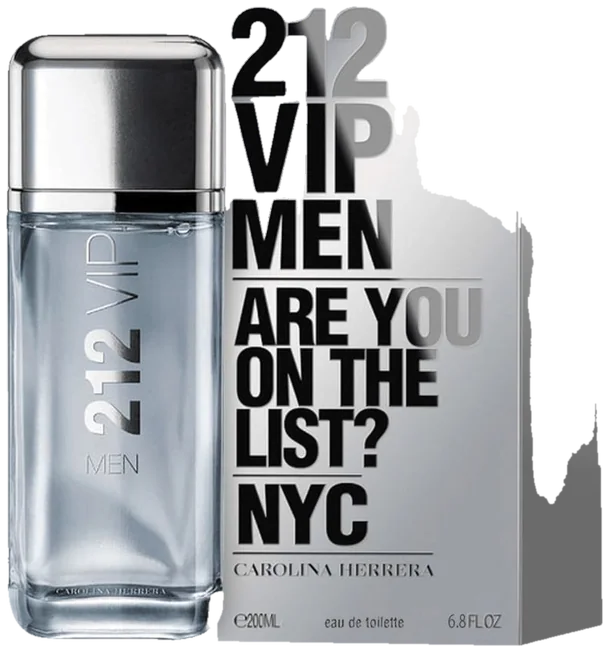 212 VIP
MEN
CAROLINA HERRERA
212
VIP
MEN
ARE YOU
ON THE
LIST?
NYC
CAROLINA HERRERA
℮200ML eau de toilette 6.8 FL OZ